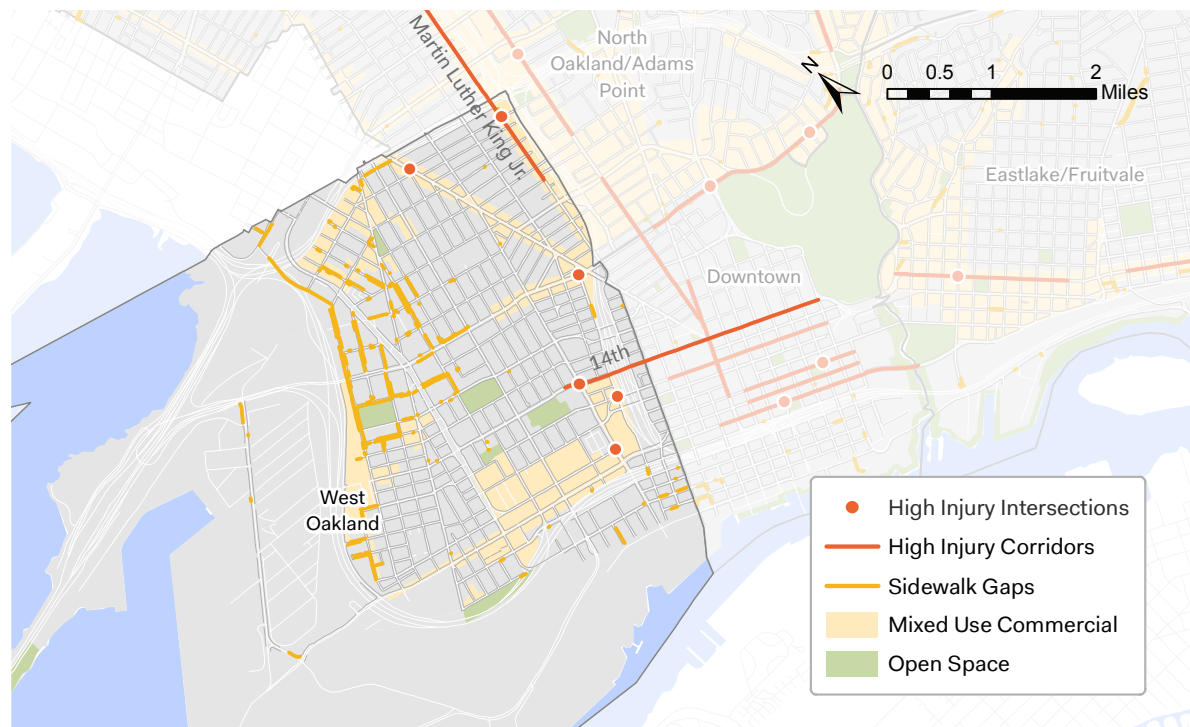 Martin Luther King Jr.
North
Oakland/Adams
Point
N
0 0.5 1 2
Miles
Eastlake/Fruitvale
Downtown
14th
West
Oakland
High Injury Intersections
High Injury Corridors
Sidewalk Gaps
Mixed Use Commercial
Open Space